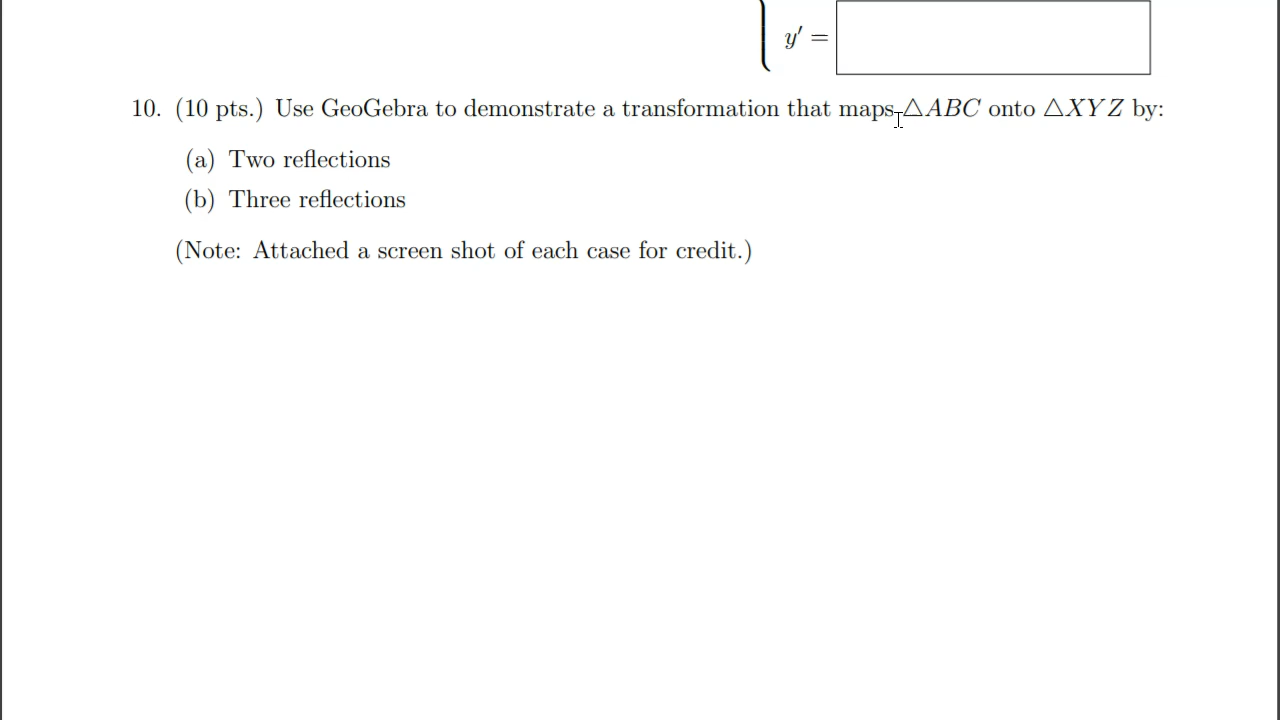 y′ =
10. (10 pts.) Use GeoGebra to demonstrate a transformation that maps △ABC onto △XYZ by:
(a) Two reflections
(b) Three reflections
(Note: Attached a screen shot of each case for credit.)